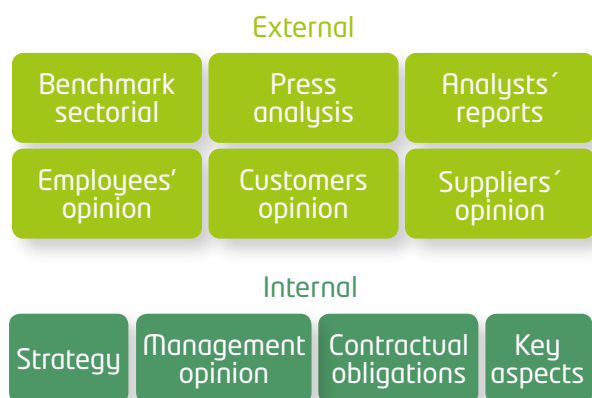 External
Benchmark
sectorial
Press
analysis
Analysts´
reports
Employees’
opinion
Customers
opinion
Suppliers´
opinion
Internal
Strategy
Management
opinion
Contractual
obligations
Key
aspects